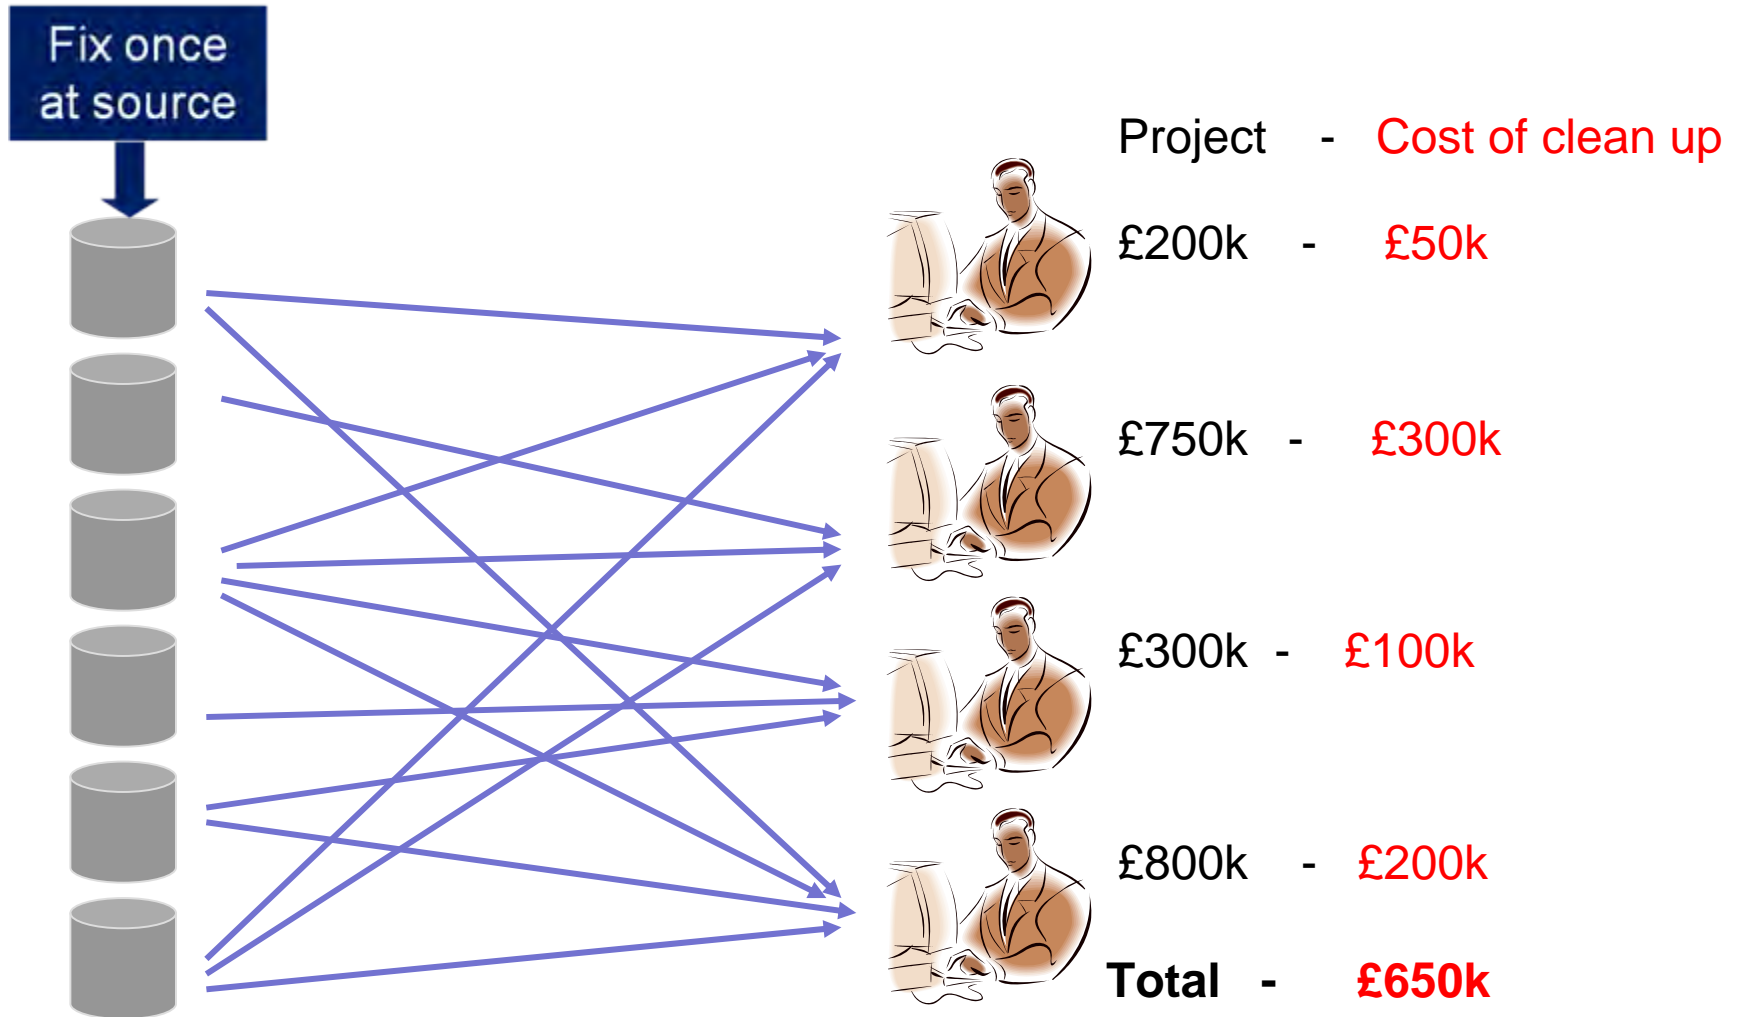 Fix once
at source
Project - Cost of clean up
£200k - £50k
£750k - £300k
£300k - £100k
£800k - £200k
Total - £650k